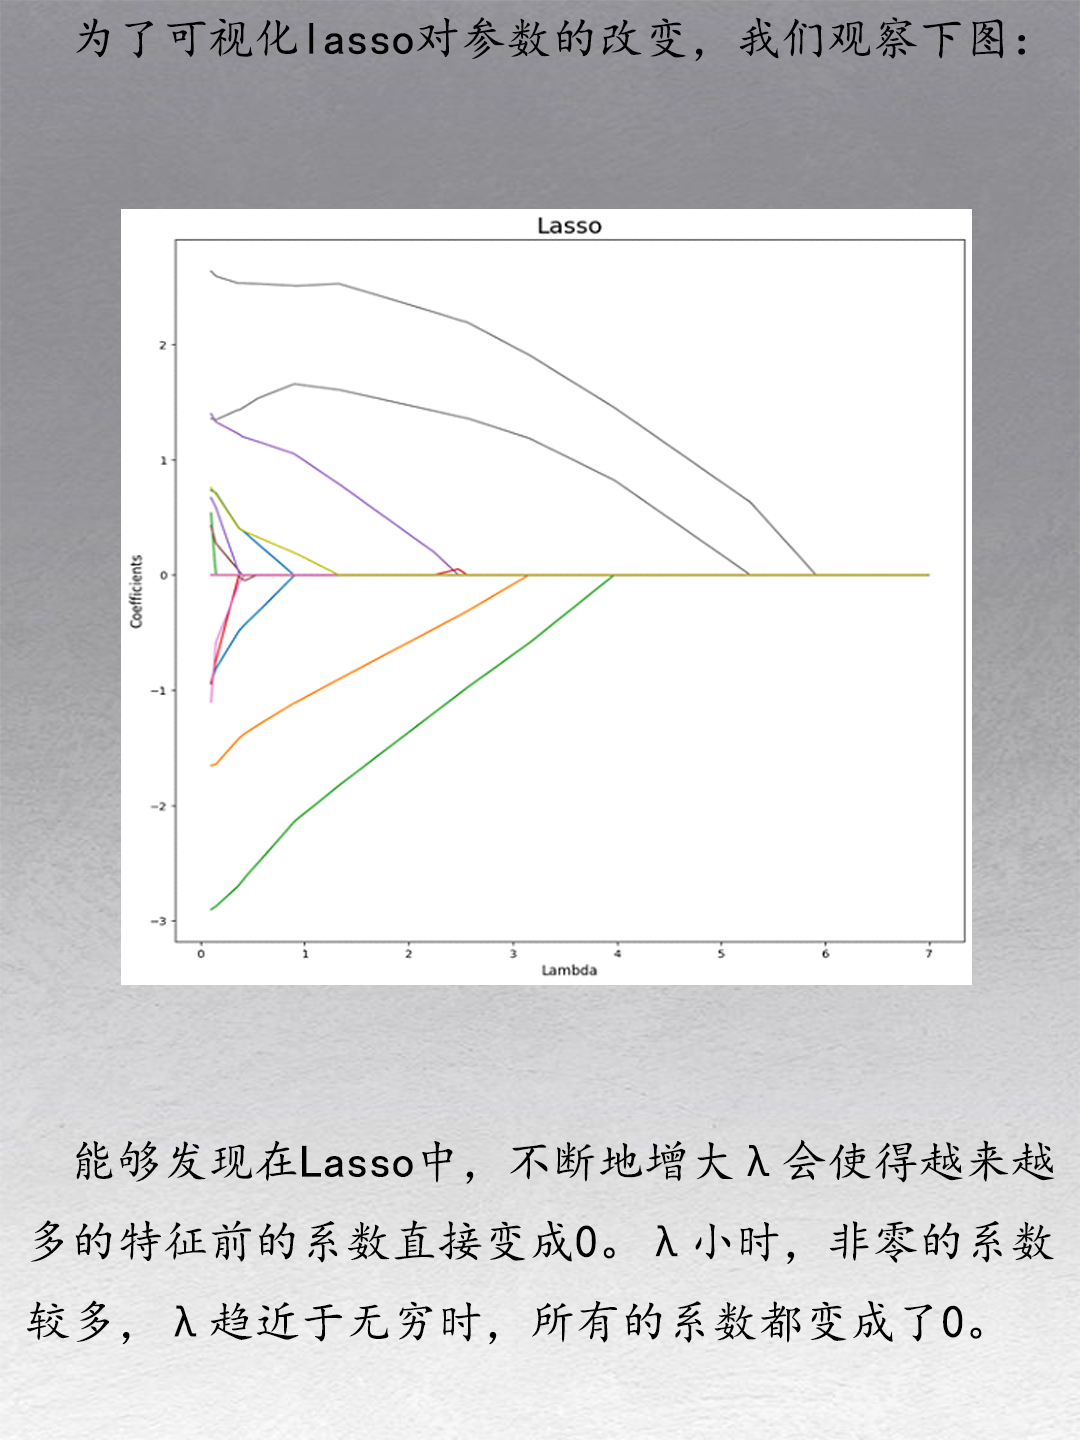 为了可视化lasso对参数的改变，我们观察下图：
Lasso
2
1
0
−1
−2
−3
Coefficients
0 1 2 3 4 5 6 7
Lambda
能够发现在Lasso中，不断地增大λ会使得越来越
多的特征前的系数直接变成0。λ小时，非零的系数
较多，λ趋近于无穷时，所有的系数都变成了0。